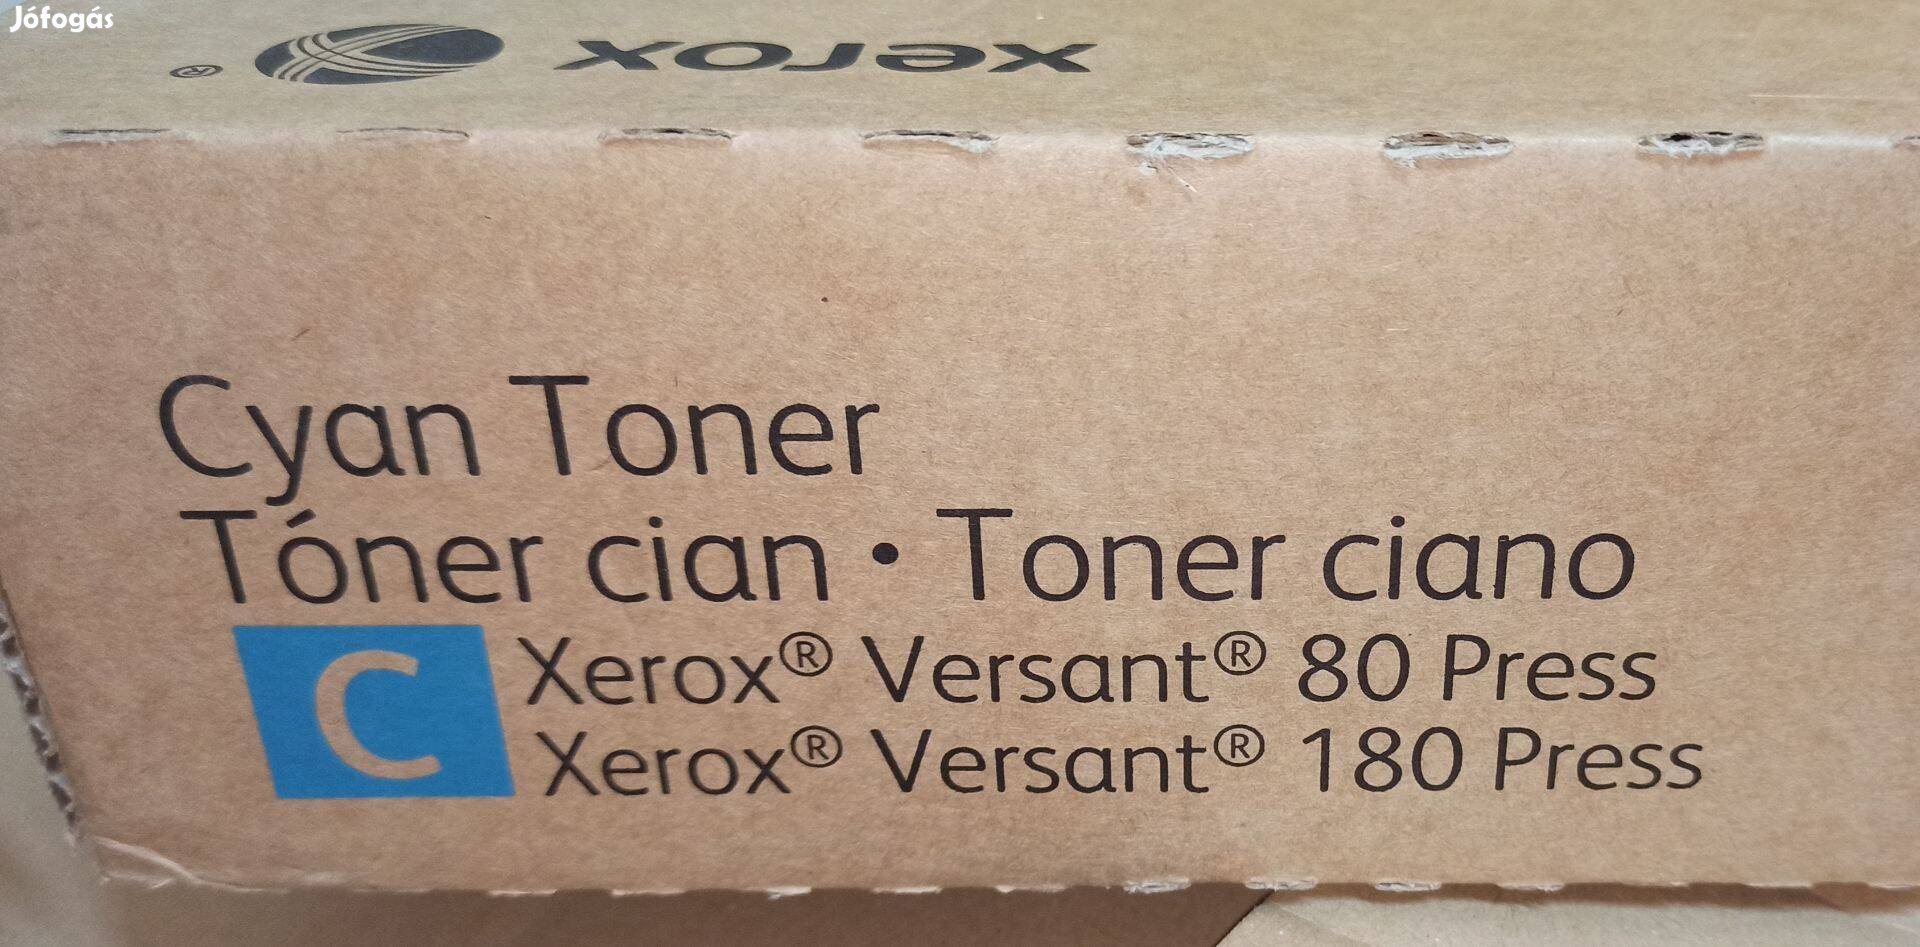 Jófogás
xerox ®
Cyan Toner
Tóner cian • Toner ciano
C Xerox® Versant® 80 Press
Xerox® Versant® 180 Press